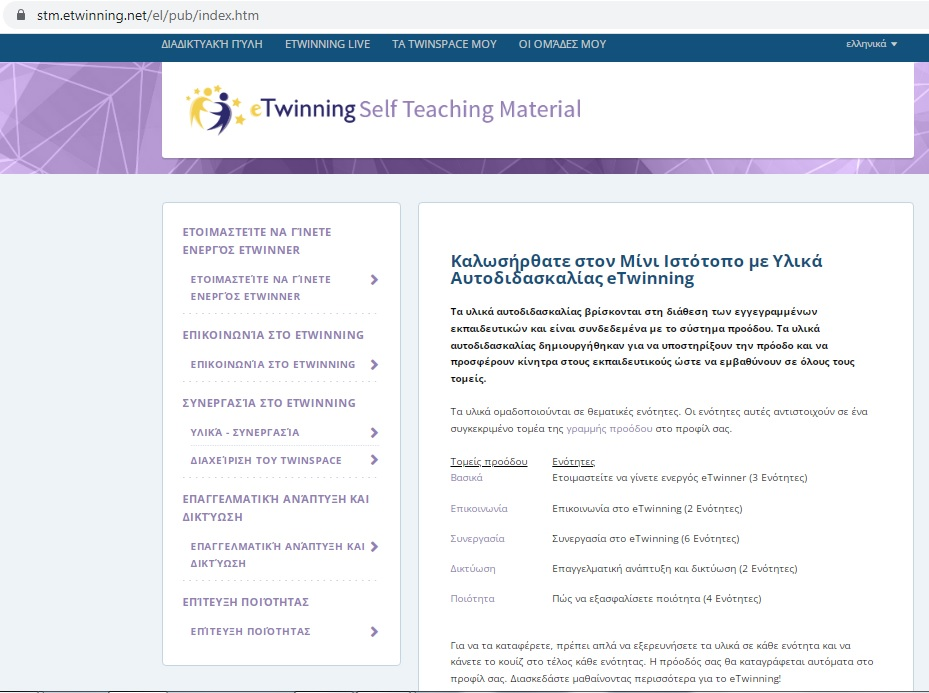 stm.etwinning.net/el/pub/index.htm
ΔΙΑΔΙΚΤΥΑΚΉ ΠΎΛΗ ETWINNING LIVE ΤΑ TWINSPACE ΜΟΥ ΟΙ ΟΜΆΔΕΣ ΜΟΥ ελληνικά
eTwinning Self Teaching Material
ΕΤΟΙΜΑΣΤΕΊΤΕ ΝΑ ΓΊΝΕΤΕ
ΕΝΕΡΓΌΣ ETWINNER
ΕΤΟΙΜΑΣΤΕΊΤΕ ΝΑ ΓΊΝΕΤΕ
ΕΝΕΡΓΌΣ ETWINNER
ΕΠΙΚΟΙΝΩΝΊΑ ΣΤΟ ETWINNING
ΕΠΙΚΟΙΝΩΝΊΑ ΣΤΟ ETWINNING
ΣΥΝΕΡΓΑΣΊΑ ΣΤΟ ETWINNING
ΥΛΙΚΆ - ΣΥΝΕΡΓΑΣΊΑ
ΔΙΑΧΕΊΡΙΣΗ ΤΟΥ TWINSPACE
ΕΠΑΓΓΕΛΜΑΤΙΚΉ ΑΝΆΠΤΥΞΗ ΚΑΙ
ΔΙΚΤΎΩΣΗ
ΕΠΑΓΓΕΛΜΑΤΙΚΉ ΑΝΆΠΤΥΞΗ ΚΑΙ
ΔΙΚΤΎΩΣΗ
ΕΠΊΤΕΥΞΗ ΠΟΙΌΤΗΤΑΣ
ΕΠΊΤΕΥΞΗ ΠΟΙΌΤΗΤΑΣ
Καλωσήρθατε στον Μίνι Ιστότοπο με Υλικά
Αυτοδιδασκαλίας eTwinning
Τα υλικά αυτοδιδασκαλίας βρίσκονται στη διάθεση των εγγεγραμμένων
εκπαιδευτικών και είναι συνδεδεμένα με το σύστημα προόδου. Τα υλικά
αυτοδιδασκαλίας δημιουργήθηκαν για να υποστηρίξουν την πρόοδο και να
προσφέρουν κίνητρα στους εκπαιδευτικούς ώστε να εμβαθύνουν σε όλους τους
τομείς.
Τα υλικά ομαδοποιούνται σε θεματικές ενότητες. Οι ενότητες αυτές αντιστοιχούν σε ένα
συγκεκριμένο τομέα της γραμμής προόδου στο προφίλ σας.
Τομείς προόδου Ενότητες
Βασικά Ετοιμαστείτε να γίνετε ενεργός eTwinner (3 Ενότητες)
Επικοινωνία Επικοινωνία στο eTwinning (2 Ενότητες)
Συνεργασία Συνεργασία στο eTwinning (6 Ενότητες)
Δικτύωση Επαγγελματική ανάπτυξη και δικτύωση (2 Ενότητες)
Ποιότητα Πώς να εξασφαλίσετε ποιότητα (4 Ενότητες)
Για να τα καταφέρετε, πρέπει απλά να εξερευνήσετε τα υλικά σε κάθε ενότητα και να
κάνετε το κουίζ στο τέλος κάθε ενότητας. Η πρόοδός σας θα καταγράφεται αυτόματα στο
προφίλ σας. Διασκεδάστε μαθαίνοντας περισσότερα για το eTwinning!